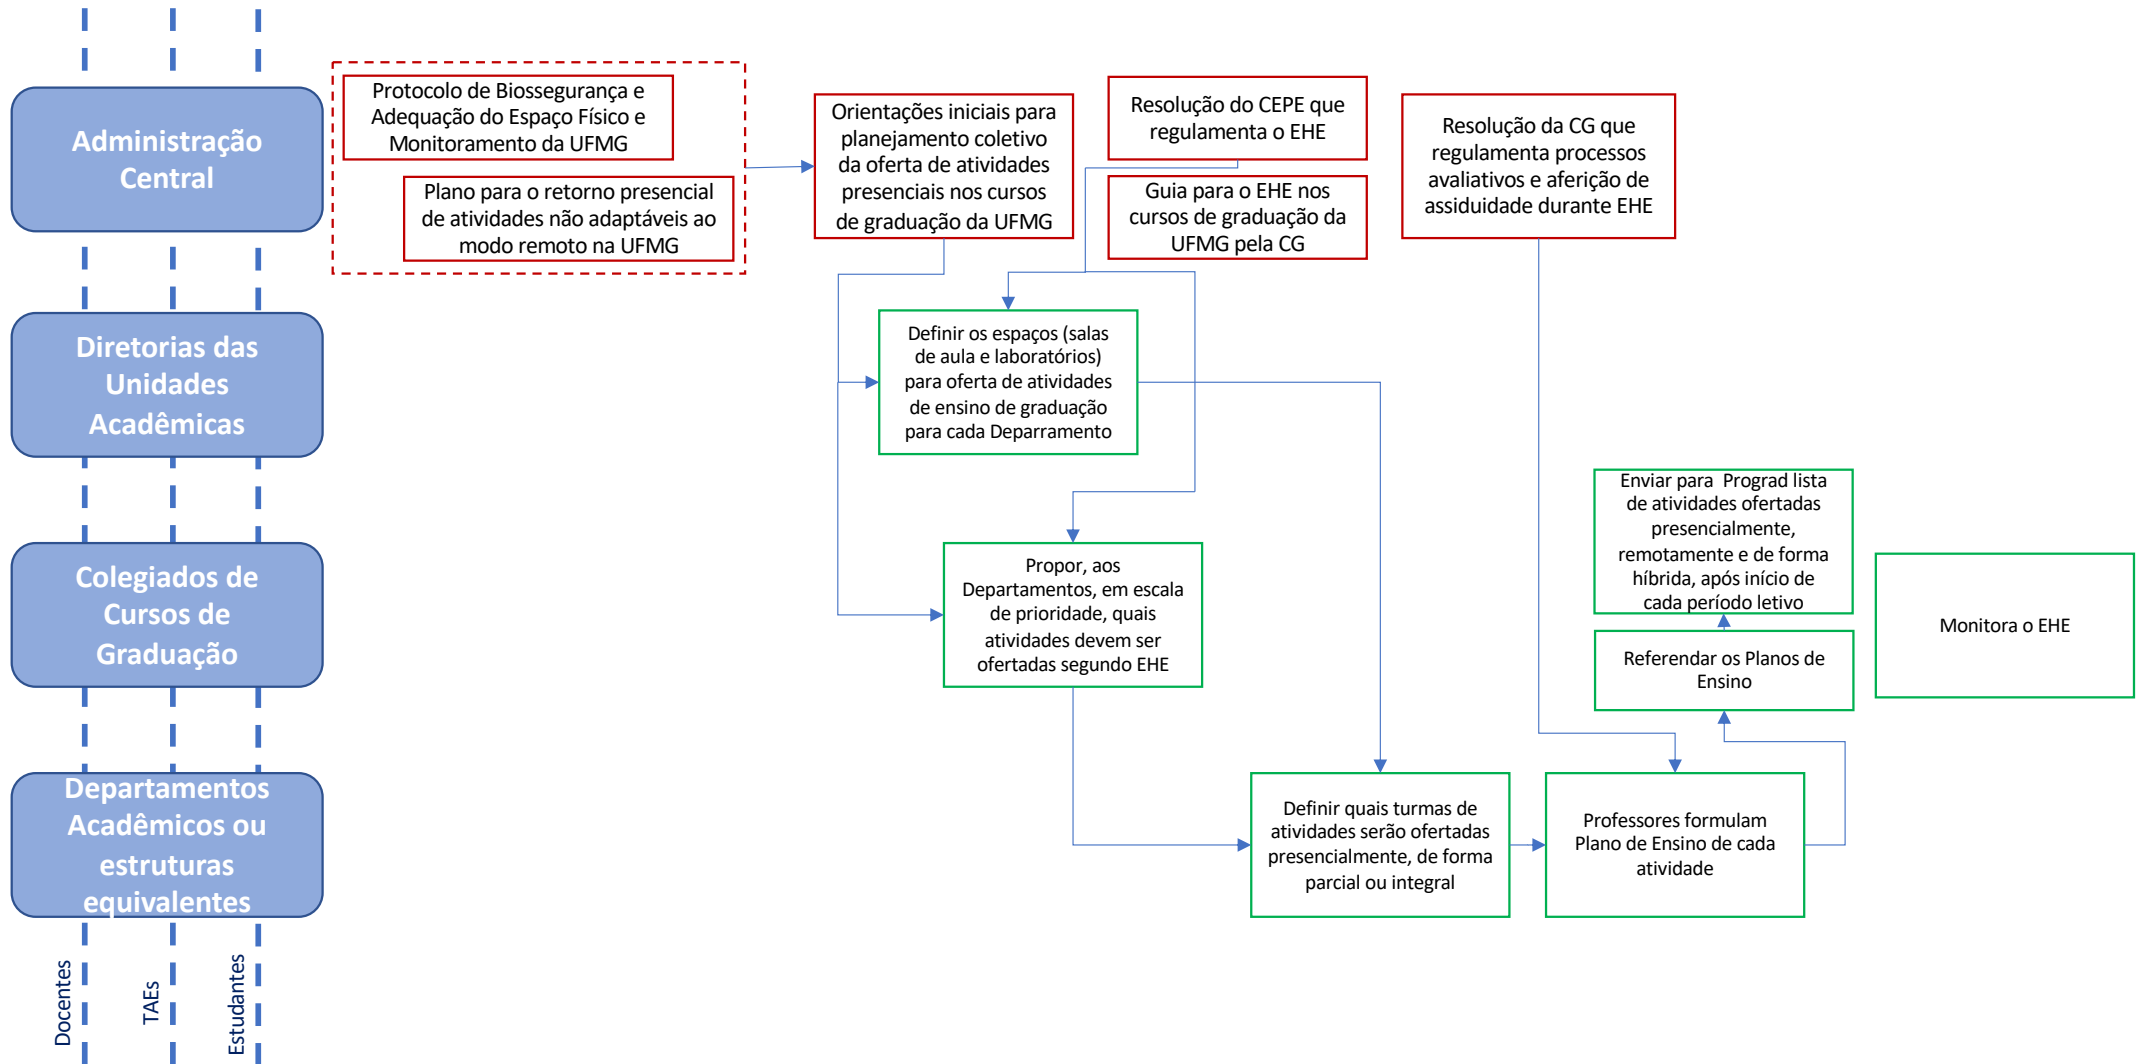 Administração
Central
Protocolo de Biossegurança e
Adequação do Espaço Físico e
Monitoramento da UFMG
Plano para o retorno presencial
de atividades não adaptáveis ao
modo remoto na UFMG
Orientações iniciais para
planejamento coletivo
da oferta de atividades
presenciais nos cursos
de graduação da UFMG
Resolução do CEPE que
regulamenta o EHE
Guia para o EHE nos
cursos de graduação da
UFMG pela CG
Resolução da CG que
regulamenta processos
avaliativos e aferição de
assiduidade durante EHE
Diretorias das
Unidades
Acadêmicas
Definir os espaços (salas
de aula e laboratórios)
para oferta de atividades
de ensino de graduação
para cada Deparramento
Colegiados de
Cursos de
Graduação
Propor, aos
Departamentos, em escala
de prioridade, quais
atividades devem ser
ofertadas segundo EHE
Enviar para Prograd lista
de atividades ofertadas
presencialmente,
remotamente e de forma
híbrida, após início de
cada período letivo
Referendar os Planos de
Ensino
Monitora o EHE
Departamentos
Acadêmicos ou
estruturas
equivalentes
Definir quais turmas de
atividades serão ofertadas
presencialmente, de forma
parcial ou integral
Professores formulam
Plano de Ensino de cada
atividade
Docentes
TAEs
Estudantes